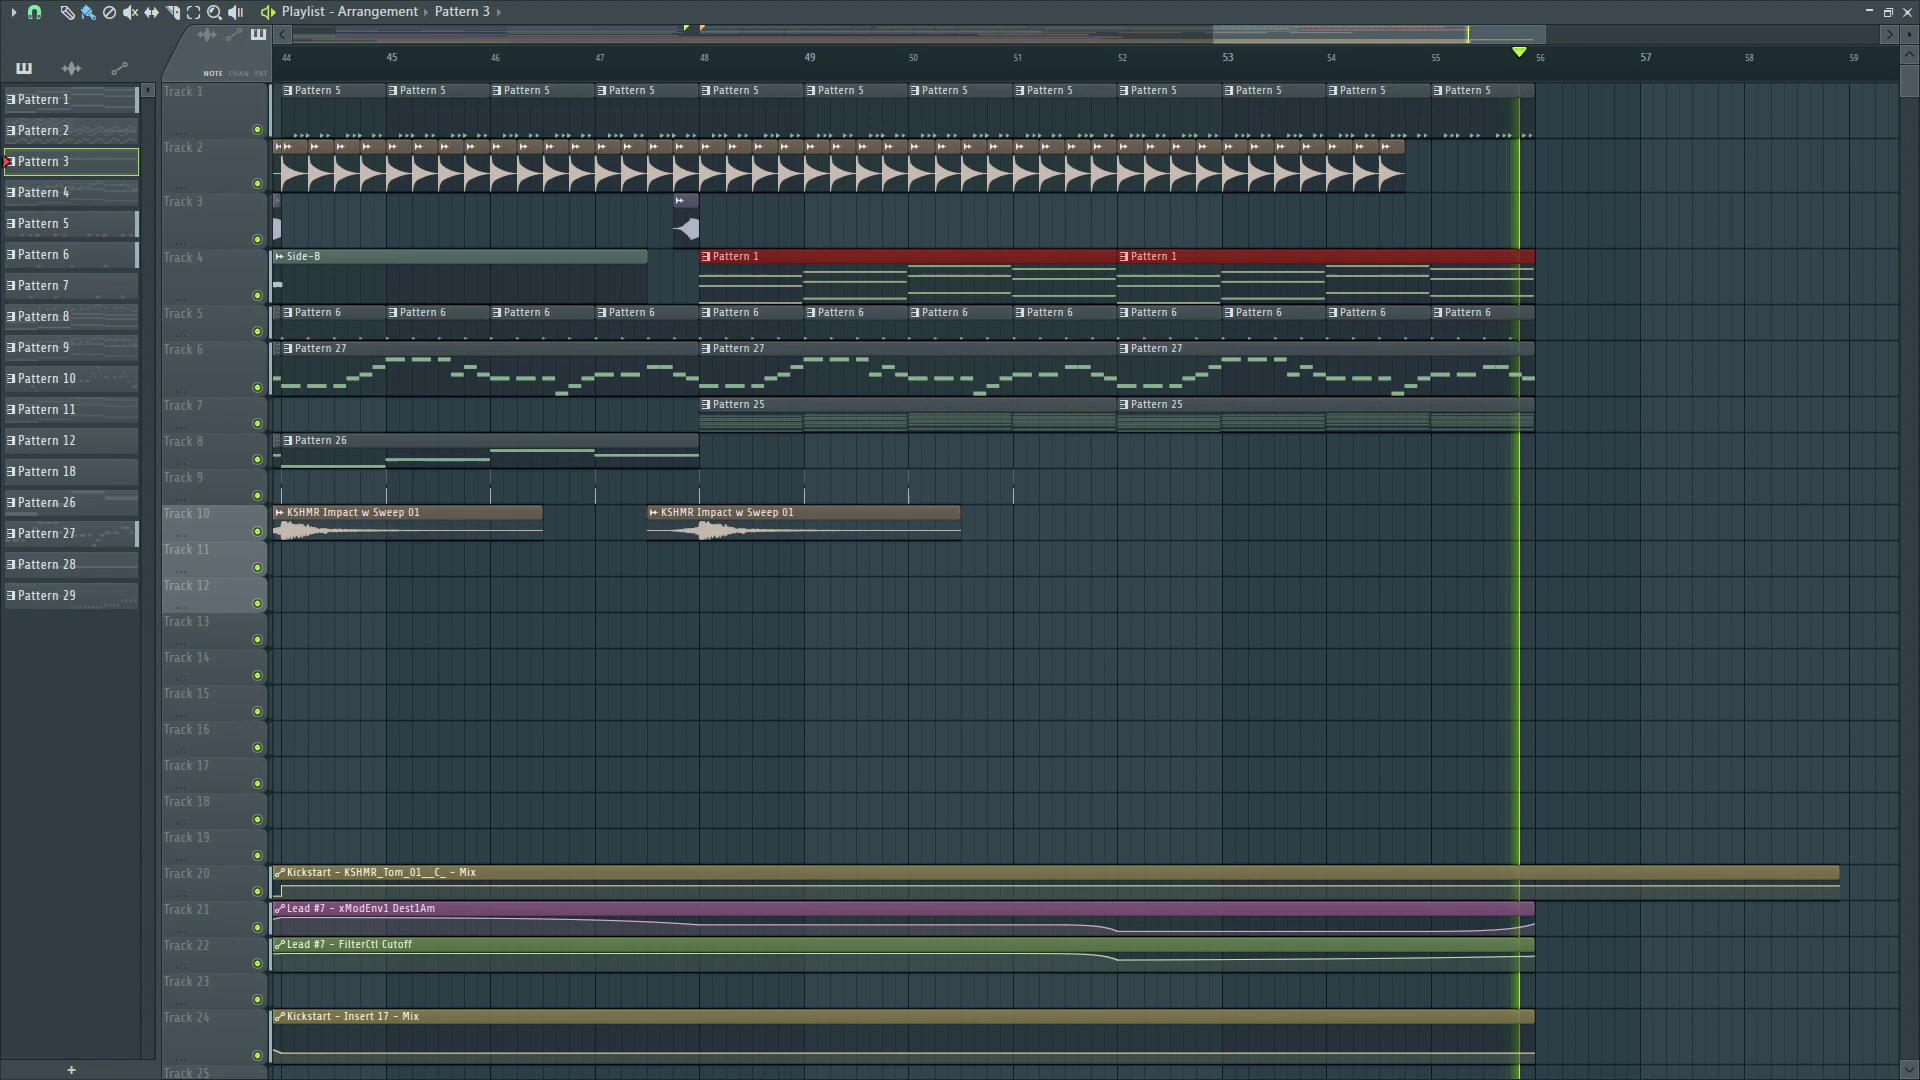 Playlist - Arrangement › Pattern 3 ›
NOTE CHAN PAT
44 45 46 47 48 49 50 51 52 53 54 55 56 57 58 59
Pattern 1
Pattern 2
Pattern 3
Pattern 4
Pattern 5
Pattern 6
Pattern 7
Pattern 8
Pattern 9
Pattern 10
Pattern 11
Pattern 12
Pattern 18
Pattern 26
Pattern 27
Pattern 28
Pattern 29
+
Track 1
Pattern 5 Pattern 5 Pattern 5 Pattern 5 Pattern 5 Pattern 5 Pattern 5 Pattern 5 Pattern 5 Pattern 5 Pattern 5 Pattern 5
Track 2
Track 3
Track 4
Side-B Pattern 1 Pattern 1
Track 5
Pattern 6 Pattern 6 Pattern 6 Pattern 6 Pattern 6 Pattern 6 Pattern 6 Pattern 6 Pattern 6 Pattern 6 Pattern 6 Pattern 6
Track 6
Pattern 27 Pattern 27 Pattern 27
Track 7
Pattern 25 Pattern 25
Track 8
Pattern 26
Track 9
Track 10
KSHMR Impact w Sweep 01 KSHMR Impact w Sweep 01
Track 11
Track 12
Track 13
Track 14
Track 15
Track 16
Track 17
Track 18
Track 19
Track 20
Kickstart - KSHMR_Tom_01__C_ - Mix
Track 21
Lead #7 - xModEnv1 Dest1Am
Track 22
Lead #7 - FilterCtl Cutoff
Track 23
Track 24
Kickstart - Insert 17 - Mix
Track 25